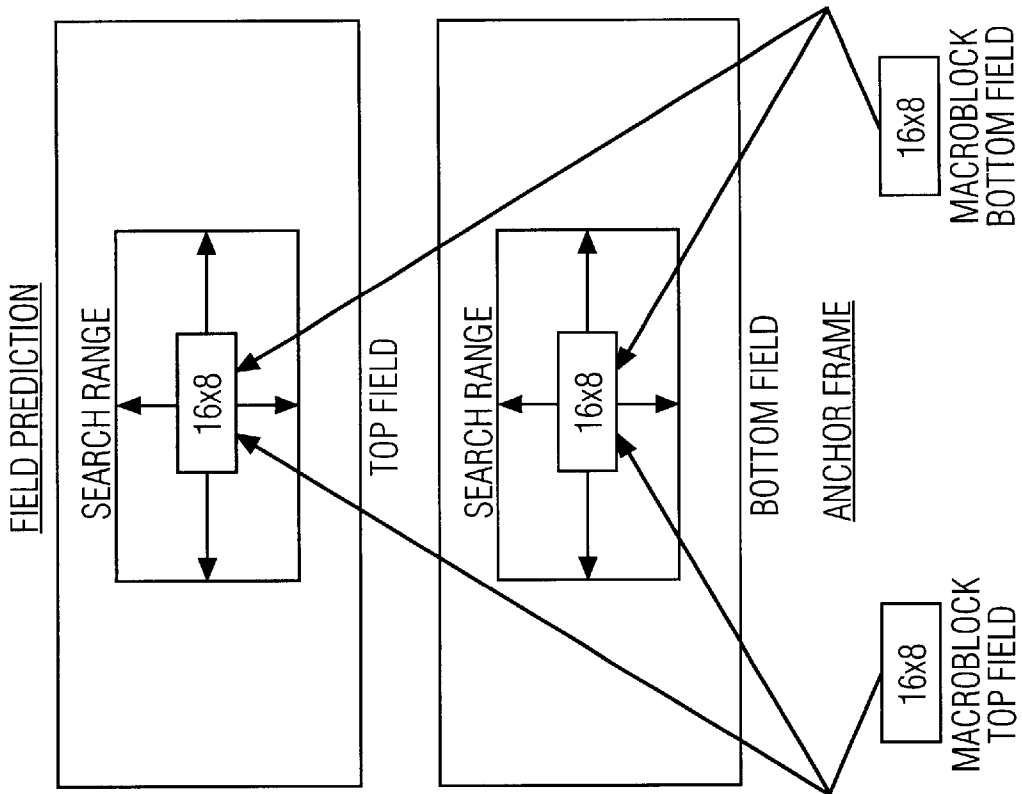 FIELD PREDICTION
SEARCH RANGE
16x8
TOP FIELD
SEARCH RANGE
16x8
BOTTOM FIELD
ANCHOR FRAME
16x8
MACROBLOCK
TOP FIELD
16x8
MACROBLOCK
BOTTOM FIELD